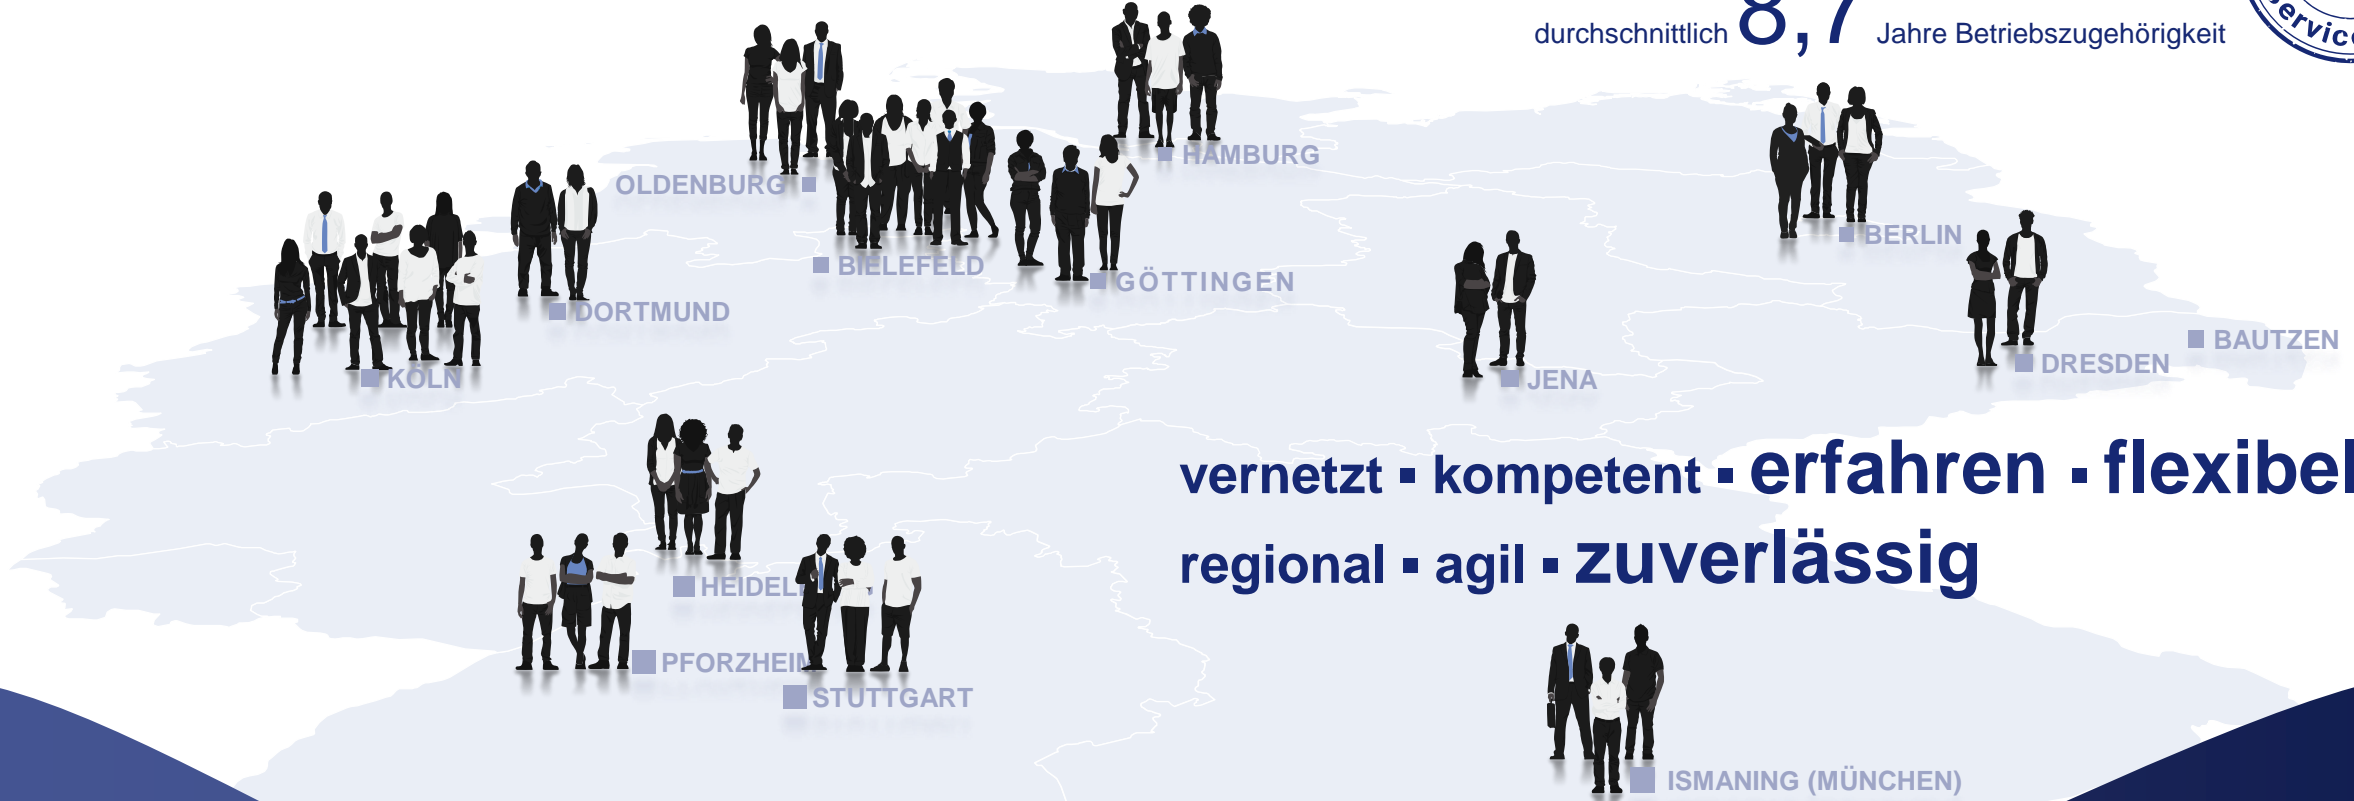 durchschnittlich 8,7 Jahre Betriebszugehörigkeit
HAMBURG
OLDENBURG
BERLIN
BIELEFELD
GÖTTINGEN
DORTMUND
BAUTZEN
DRESDEN
KÖLN
JENA
vernetzt ▪ kompetent ▪ erfahren ▪ flexibel
regional ▪ agil ▪ zuverlässig
PFORZHEIM
STUTTGART
ISMANING (MÜNCHEN)